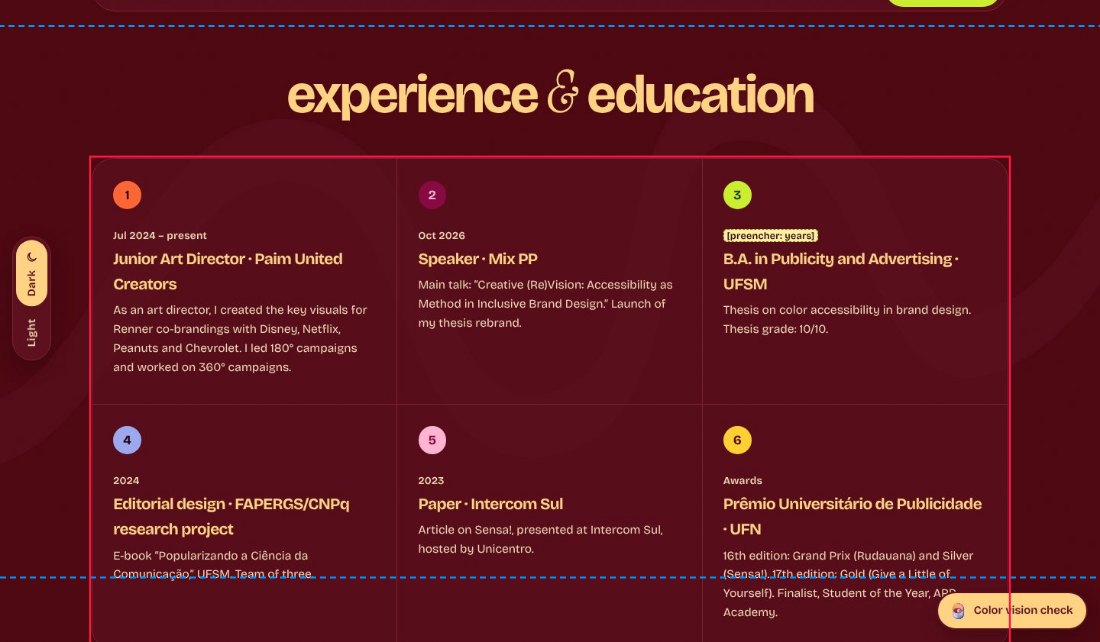 experience & education
1
Jul 2024 – present
Junior Art Director · Paim United
Creators
As an art director, I created the key visuals for
Renner co-brandings with Disney, Netflix,
Peanuts and Chevrolet. I led 180° campaigns
and worked on 360° campaigns.
2
Oct 2026
Speaker · Mix PP
Main talk: “Creative (Re)Vision: Accessibility as
Method in Inclusive Brand Design.” Launch of
my thesis rebrand.
3
[preencher: years]
B.A. in Publicity and Advertising ·
UFSM
Thesis on color accessibility in brand design.
Thesis grade: 10/10.
Dark
Light
4
2024
Editorial design · FAPERGS/CNPq
research project
E-book “Popularizando a Ciência da
Comunicação”, UFSM. Team of three.
5
2023
Paper · Intercom Sul
Article on Sensa!, presented at Intercom Sul,
hosted by Unicentro.
6
Awards
Prêmio Universitário de Publicidade
· UFN
16th edition: Grand Prix (Rudauana) and Silver
(Sensa!). 17th edition: Gold (Give a Little of
Yourself). Finalist, Student of the Year, ARP
Academy.
Color vision check